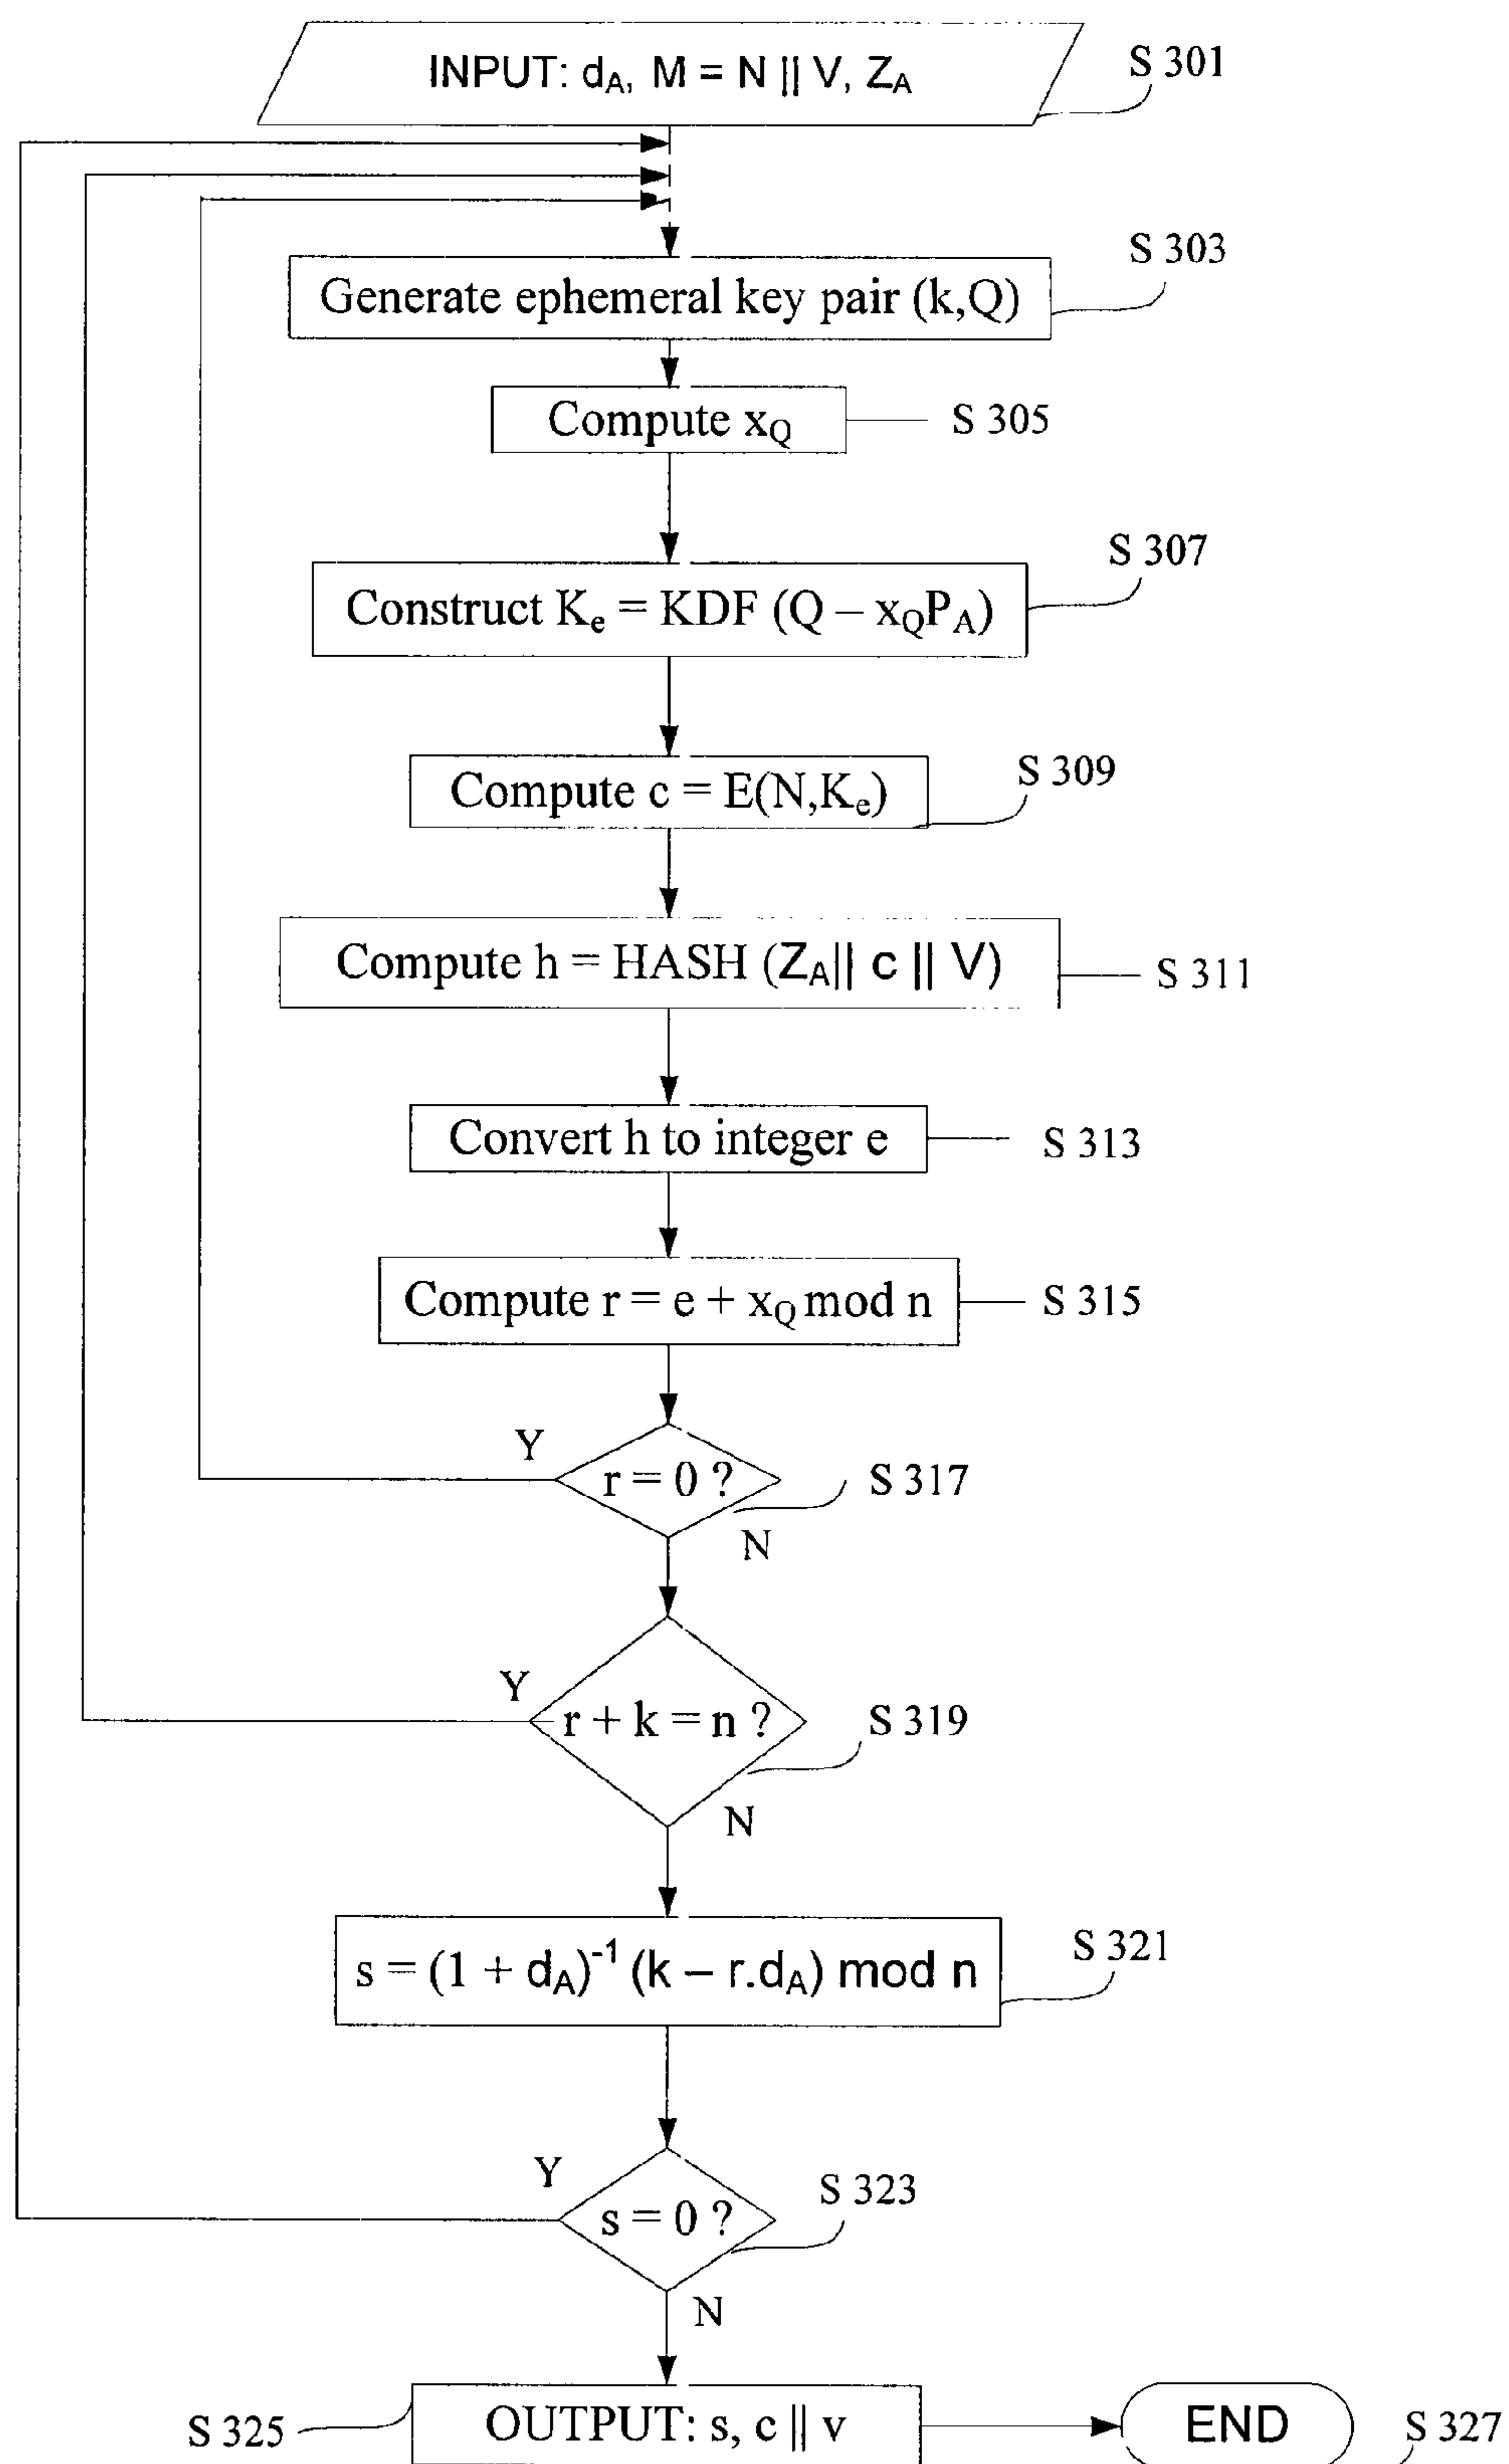 INPUT: dA, M = N || V, ZA
S 301
Generate ephemeral key pair (k,Q)
S 303
Compute xQ
S 305
Construct Ke = KDF (Q – xQPA)
S 307
Compute c = E(N,Ke)
S 309
Compute h = HASH (ZA|| c || V)
S 311
Convert h to integer e
S 313
Compute r = e + xQ mod n
S 315
Y
r = 0 ?
S 317
N
Y
r + k = n ?
S 319
N
s = (1 + dA)-1 (k – r.dA) mod n
S 321
Y
s = 0 ?
S 323
N
S 325
OUTPUT: s, c || v
END
S 327